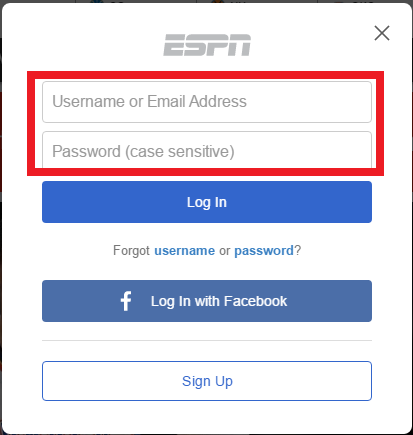 ESPN
Username or Email Address
Password (case sensitive)
Log In
Forgot username or password?
f Log In with Facebook
Sign Up